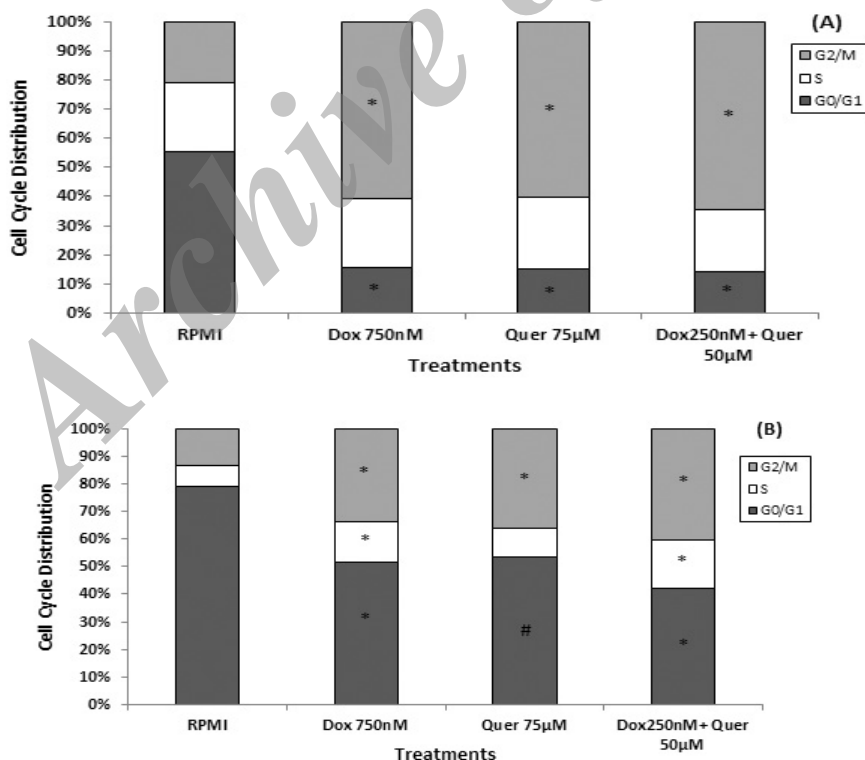 Archive of
(A)
G2/M
S
G0/G1
Cell Cycle Distribution
100%
90%
80%
70%
60%
50%
40%
30%
20%
10%
0%
*
*
*
*
*
*
RPMI
Dox 750nM
Quer 75μM
Dox250nM+ Quer
50μM
Treatments
(B)
G2/M
S
G0/G1
Cell Cycle Distribution
100%
90%
80%
70%
60%
50%
40%
30%
20%
10%
0%
*
*
*
*
*
*
#
*
*
RPMI
Dox 750nM
Quer 75μM
Dox250nM+ Quer
50μM
Treatments